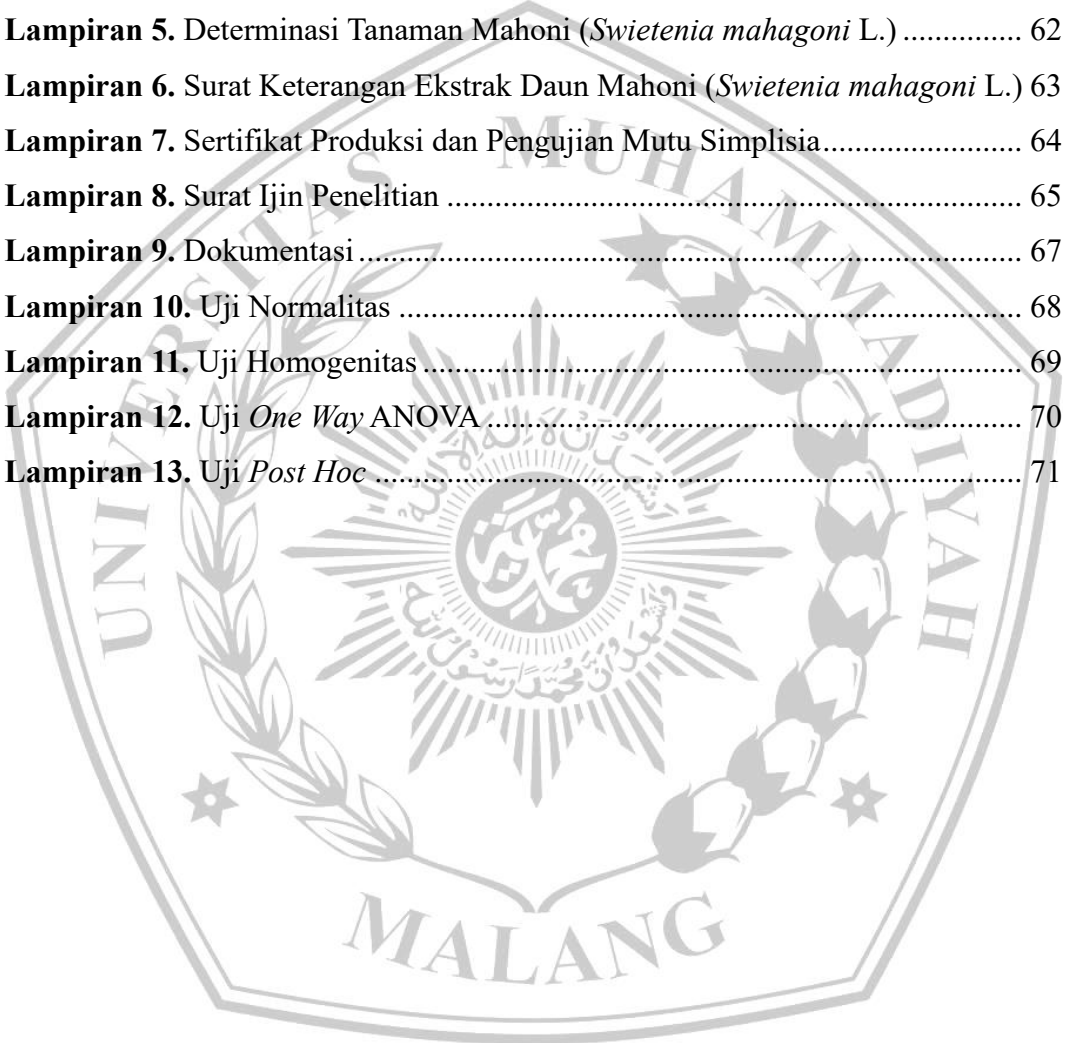 Lampiran 5. Determinasi Tanaman Mahoni (Swietenia mahagoni L.) ............... 62
Lampiran 6. Surat Keterangan Ekstrak Daun Mahoni (Swietenia mahagoni L.) 63
Lampiran 7. Sertifikat Produksi dan Pengujian Mutu Simplisia ......................... 64
Lampiran 8. Surat Ijin Penelitian ........................................................................ 65
Lampiran 9. Dokumentasi ................................................................................... 67
Lampiran 10. Uji Normalitas .............................................................................. 68
Lampiran 11. Uji Homogenitas ........................................................................... 69
Lampiran 12. Uji One Way ANOVA ................................................................... 70
Lampiran 13. Uji Post Hoc ................................................................................. 71
UNIVERSITAS MUHAMMADIYAH
MALANG